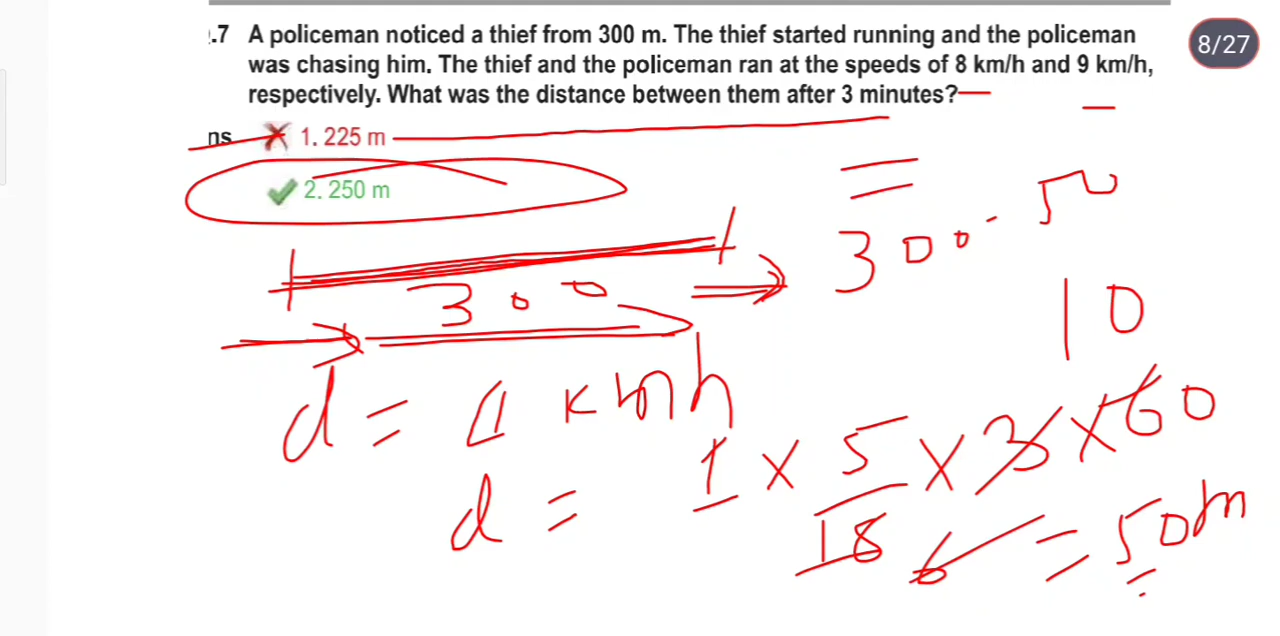 .7 A policeman noticed a thief from 300 m. The thief started running and the policeman
8/27
was chasing him. The thief and the policeman ran at the speeds of 8 km/h and 9 km/h,
respectively. What was the distance between them after 3 minutes?
ns 1. 225 m
2. 250 m
300 - 50
300
10
d = 1 kmh
d = 1 × 5/18 × 3 × 60 = 50m
6